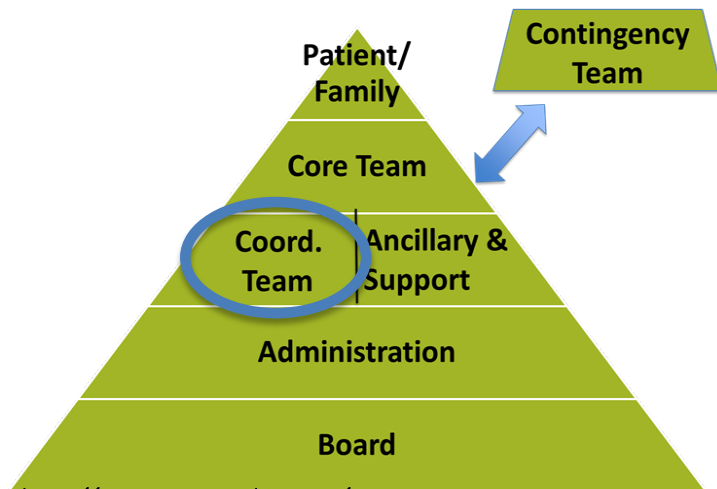 Patient/
Family
Contingency
Team
Core Team
Coord.
Team
Ancillary &
Support
Administration
Board